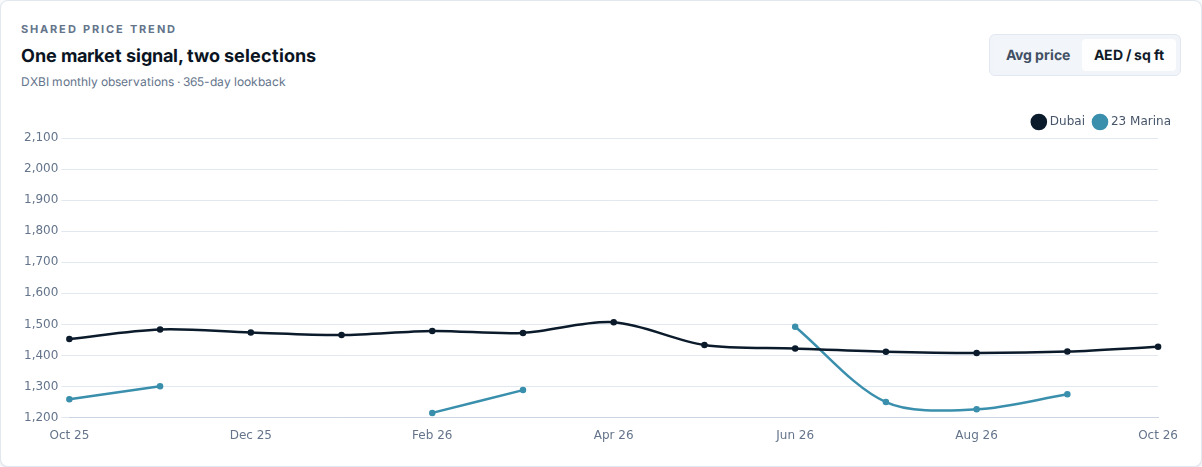 SHARED PRICE TREND
One market signal, two selections
DXBI monthly observations · 365-day lookback
Avg price AED / sq ft
Dubai 23 Marina
2,100
2,000
1,900
1,800
1,700
1,600
1,500
1,400
1,300
1,200
Oct 25 Dec 25 Feb 26 Apr 26 Jun 26 Aug 26 Oct 26